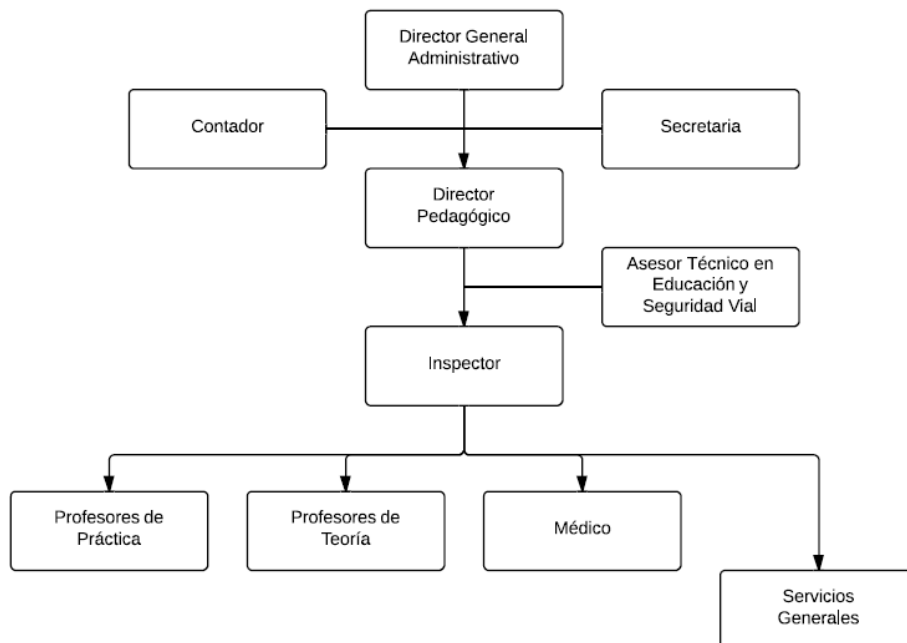 Director General
Administrativo
Contador
Secretaria
Director
Pedagógico
Asesor Técnico en
Educación y
Seguridad Vial
Inspector
Profesores de
Práctica
Profesores de
Teoría
Médico
Servicios
Generales